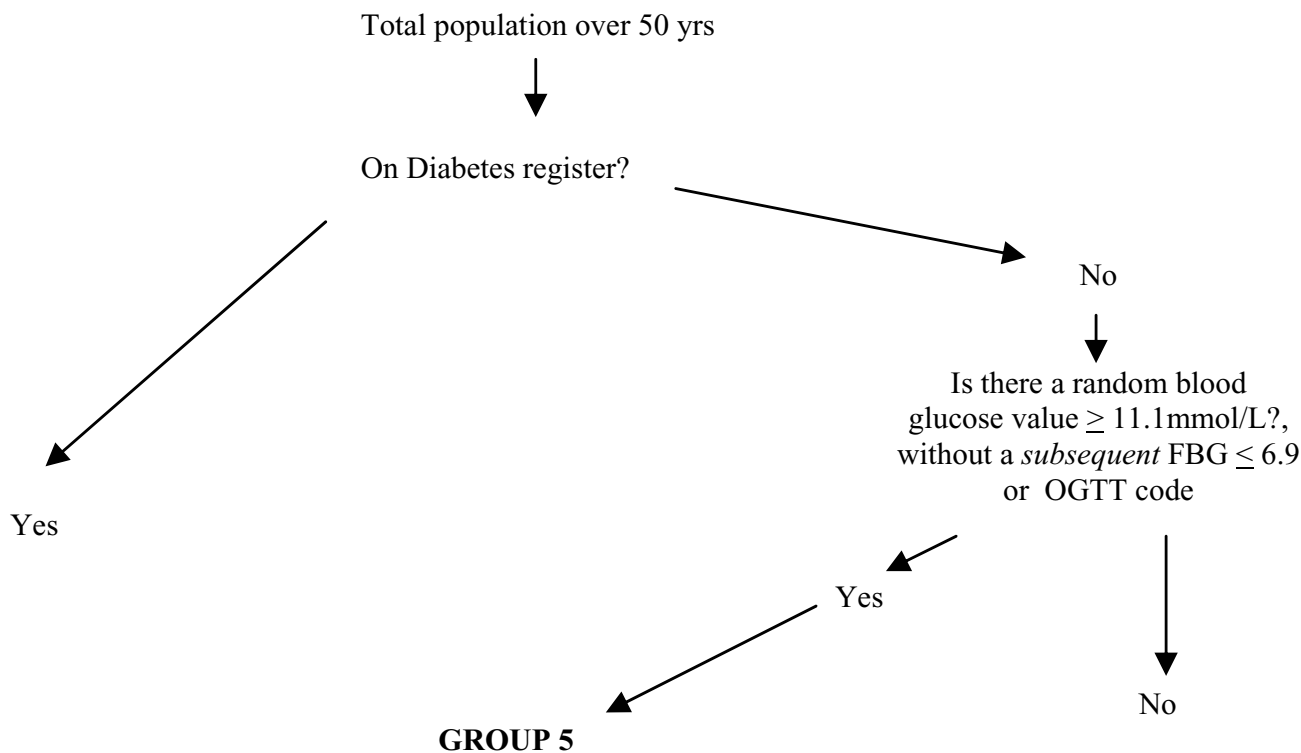 Total population over 50 yrs
On Diabetes register?
No
Is there a random blood
glucose value ≥ 11.1mmol/L?,
without a subsequent FBG ≤ 6.9
or OGTT code
Yes
Yes
No
GROUP 5